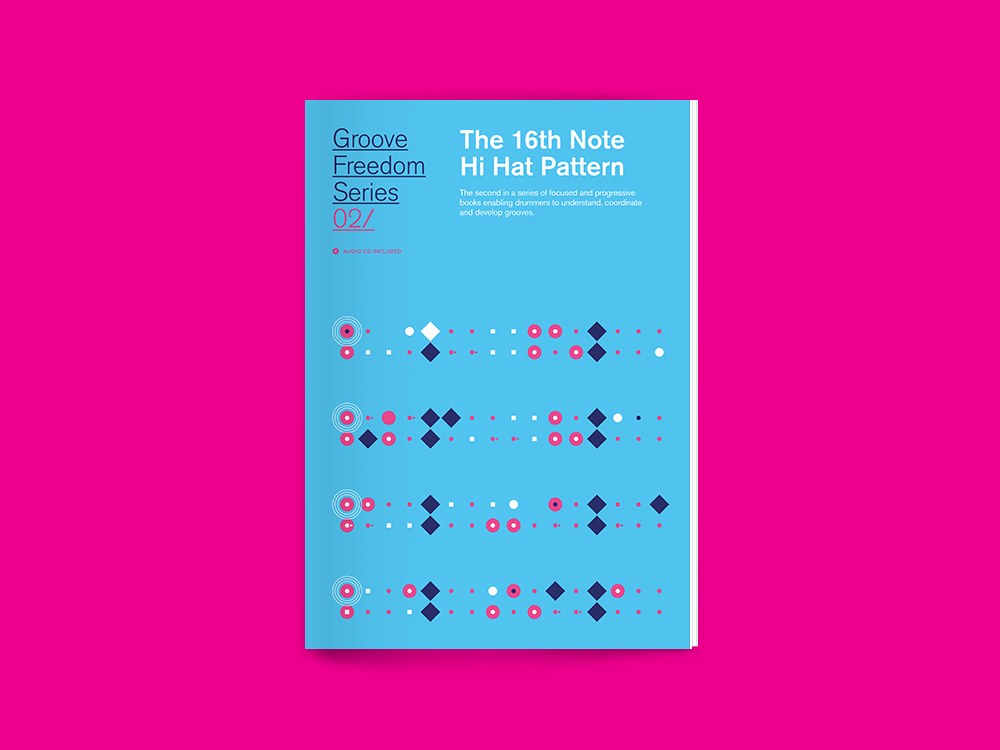 Groove
Freedom
Series
02/
AUDIO CD INCLUDED
The 16th Note
Hi Hat Pattern
The second in a series of focused and progressive
books enabling drummers to understand, coordinate
and develop grooves.